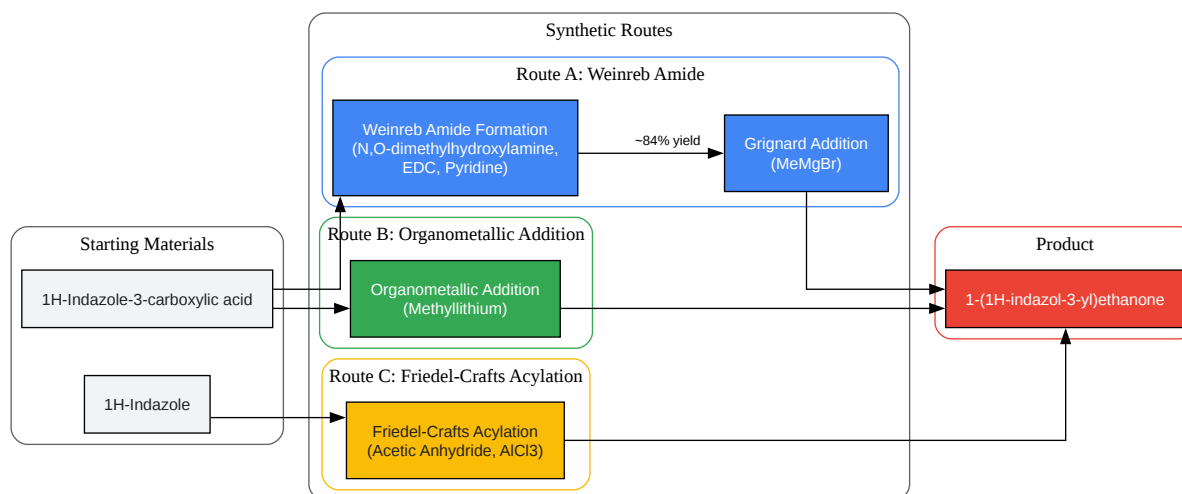 Synthetic Routes
Route A: Weinreb Amide
Weinreb Amide Formation
(N,O-dimethylhydroxylamine,
EDC, Pyridine)
~84% yield
Grignard Addition
(MeMgBr)
Starting Materials
1H-Indazole-3-carboxylic acid
1H-Indazole
Route B: Organometallic Addition
Organometallic Addition
(Methyllithium)
Route C: Friedel-Crafts Acylation
Friedel-Crafts Acylation
(Acetic Anhydride, AlCl3)
Product
1-(1H-indazol-3-yl)ethanone